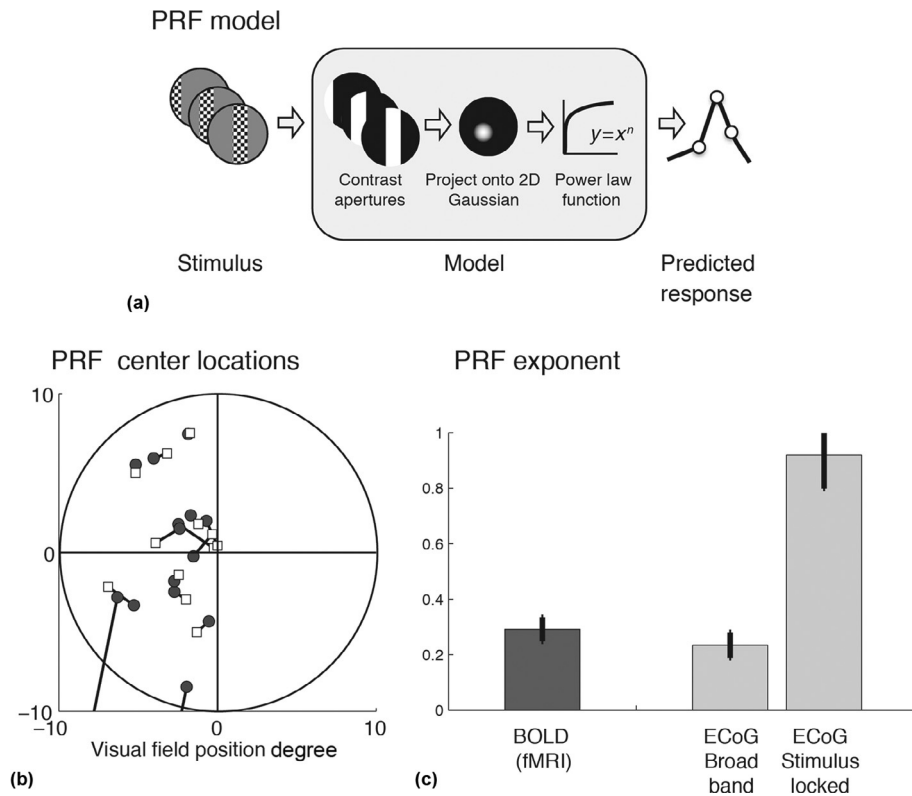 PRF model
y=x^n
Contrast
apertures
Project onto 2D
Gaussian
Power law
function
Stimulus
Model
Predicted
response
(a)
PRF center locations
10
0
−10
−10
0
10
Visual field position degree
(b)
PRF exponent
1
0.8
0.6
0.4
0.2
0
BOLD
(fMRI)
ECoG
Broad
band
ECoG
Stimulus
locked
(c)